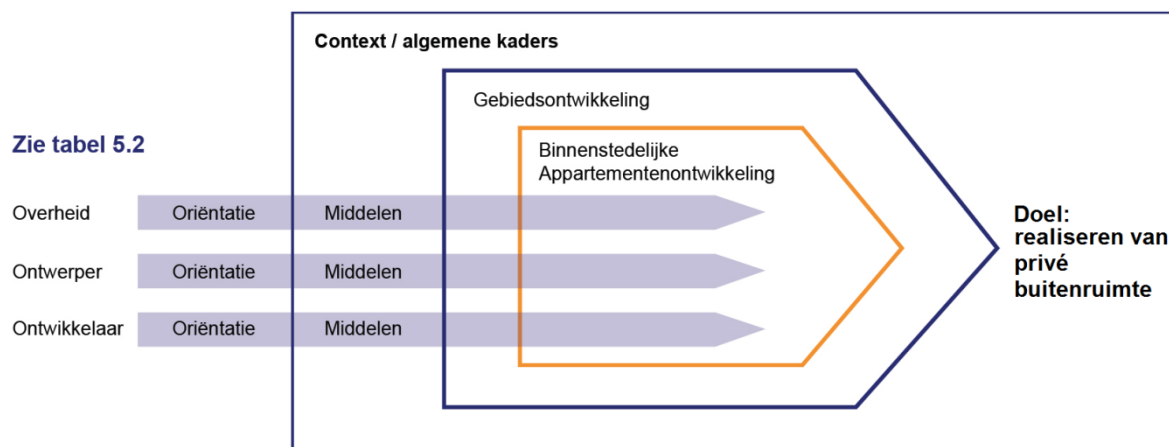 Context / algemene kaders
Gebiedsontwikkeling
Zie tabel 5.2
Binnenstedelijke
Appartementenontwikkeling
Overheid Oriëntatie Middelen
Ontwerper Oriëntatie Middelen
Ontwikkelaar Oriëntatie Middelen
Doel:
realiseren van
privé
buitenruimte